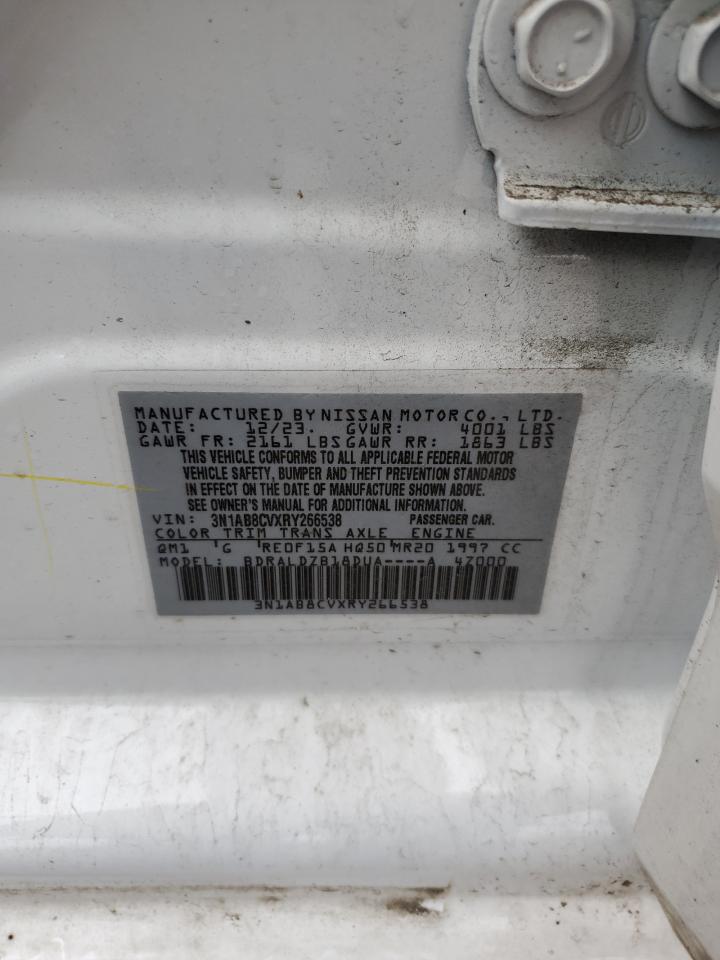 MANUFACTURED BY NISSAN MOTOR CO., LTD.
DATE: 12/23. GVWR: 4001 LBS
GAWR FR: 2161 LBS GAWR RR: 1863 LBS
THIS VEHICLE CONFORMS TO ALL APPLICABLE FEDERAL MOTOR
VEHICLE SAFETY, BUMPER AND THEFT PREVENTION STANDARDS
IN EFFECT ON THE DATE OF MANUFACTURE SHOWN ABOVE.
SEE OWNER'S MANUAL FOR ADDITIONAL INFORMATION.
VIN: 3N1AB8CVXRY266538 PASSENGER CAR.
COLOR TRIM TRANS AXLE ENGINE
QM1 G RE0F15A HQ50 MR20 1997 CC
MODEL: BDRALDZB18DUA----A 4Z000
3N1AB8CVXRY266538